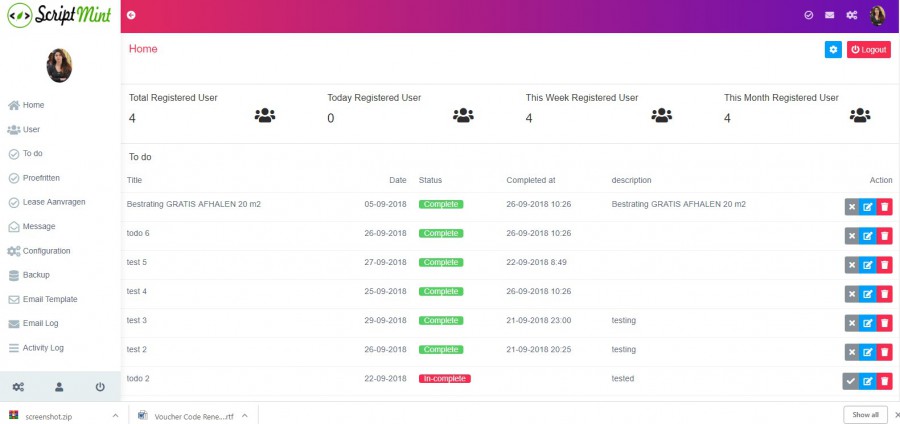 ScriptMint
Home
User
To do
Proefritten
Lease Aanvragen
Message
Configuration
Backup
Email Template
Email Log
Activity Log
Home
Logout
Total Registered User
4
Today Registered User
0
This Week Registered User
4
This Month Registered User
4
To do
Title Date Status Completed at description Action
Bestrating GRATIS AFHALEN 20 m2 05-09-2018 Complete 26-09-2018 10:26 Bestrating GRATIS AFHALEN 20 m2
todo 6 26-09-2018 Complete 26-09-2018 10:26
test 5 27-09-2018 Complete 22-09-2018 8:49
test 4 25-09-2018 Complete 26-09-2018 10:26
test 3 29-09-2018 Complete 21-09-2018 23:00 testing
test 2 26-09-2018 Complete 21-09-2018 20:25 testing
todo 2 22-09-2018 In-complete tested
screenshot.zip
Voucher Code Rene....rtf
Show all